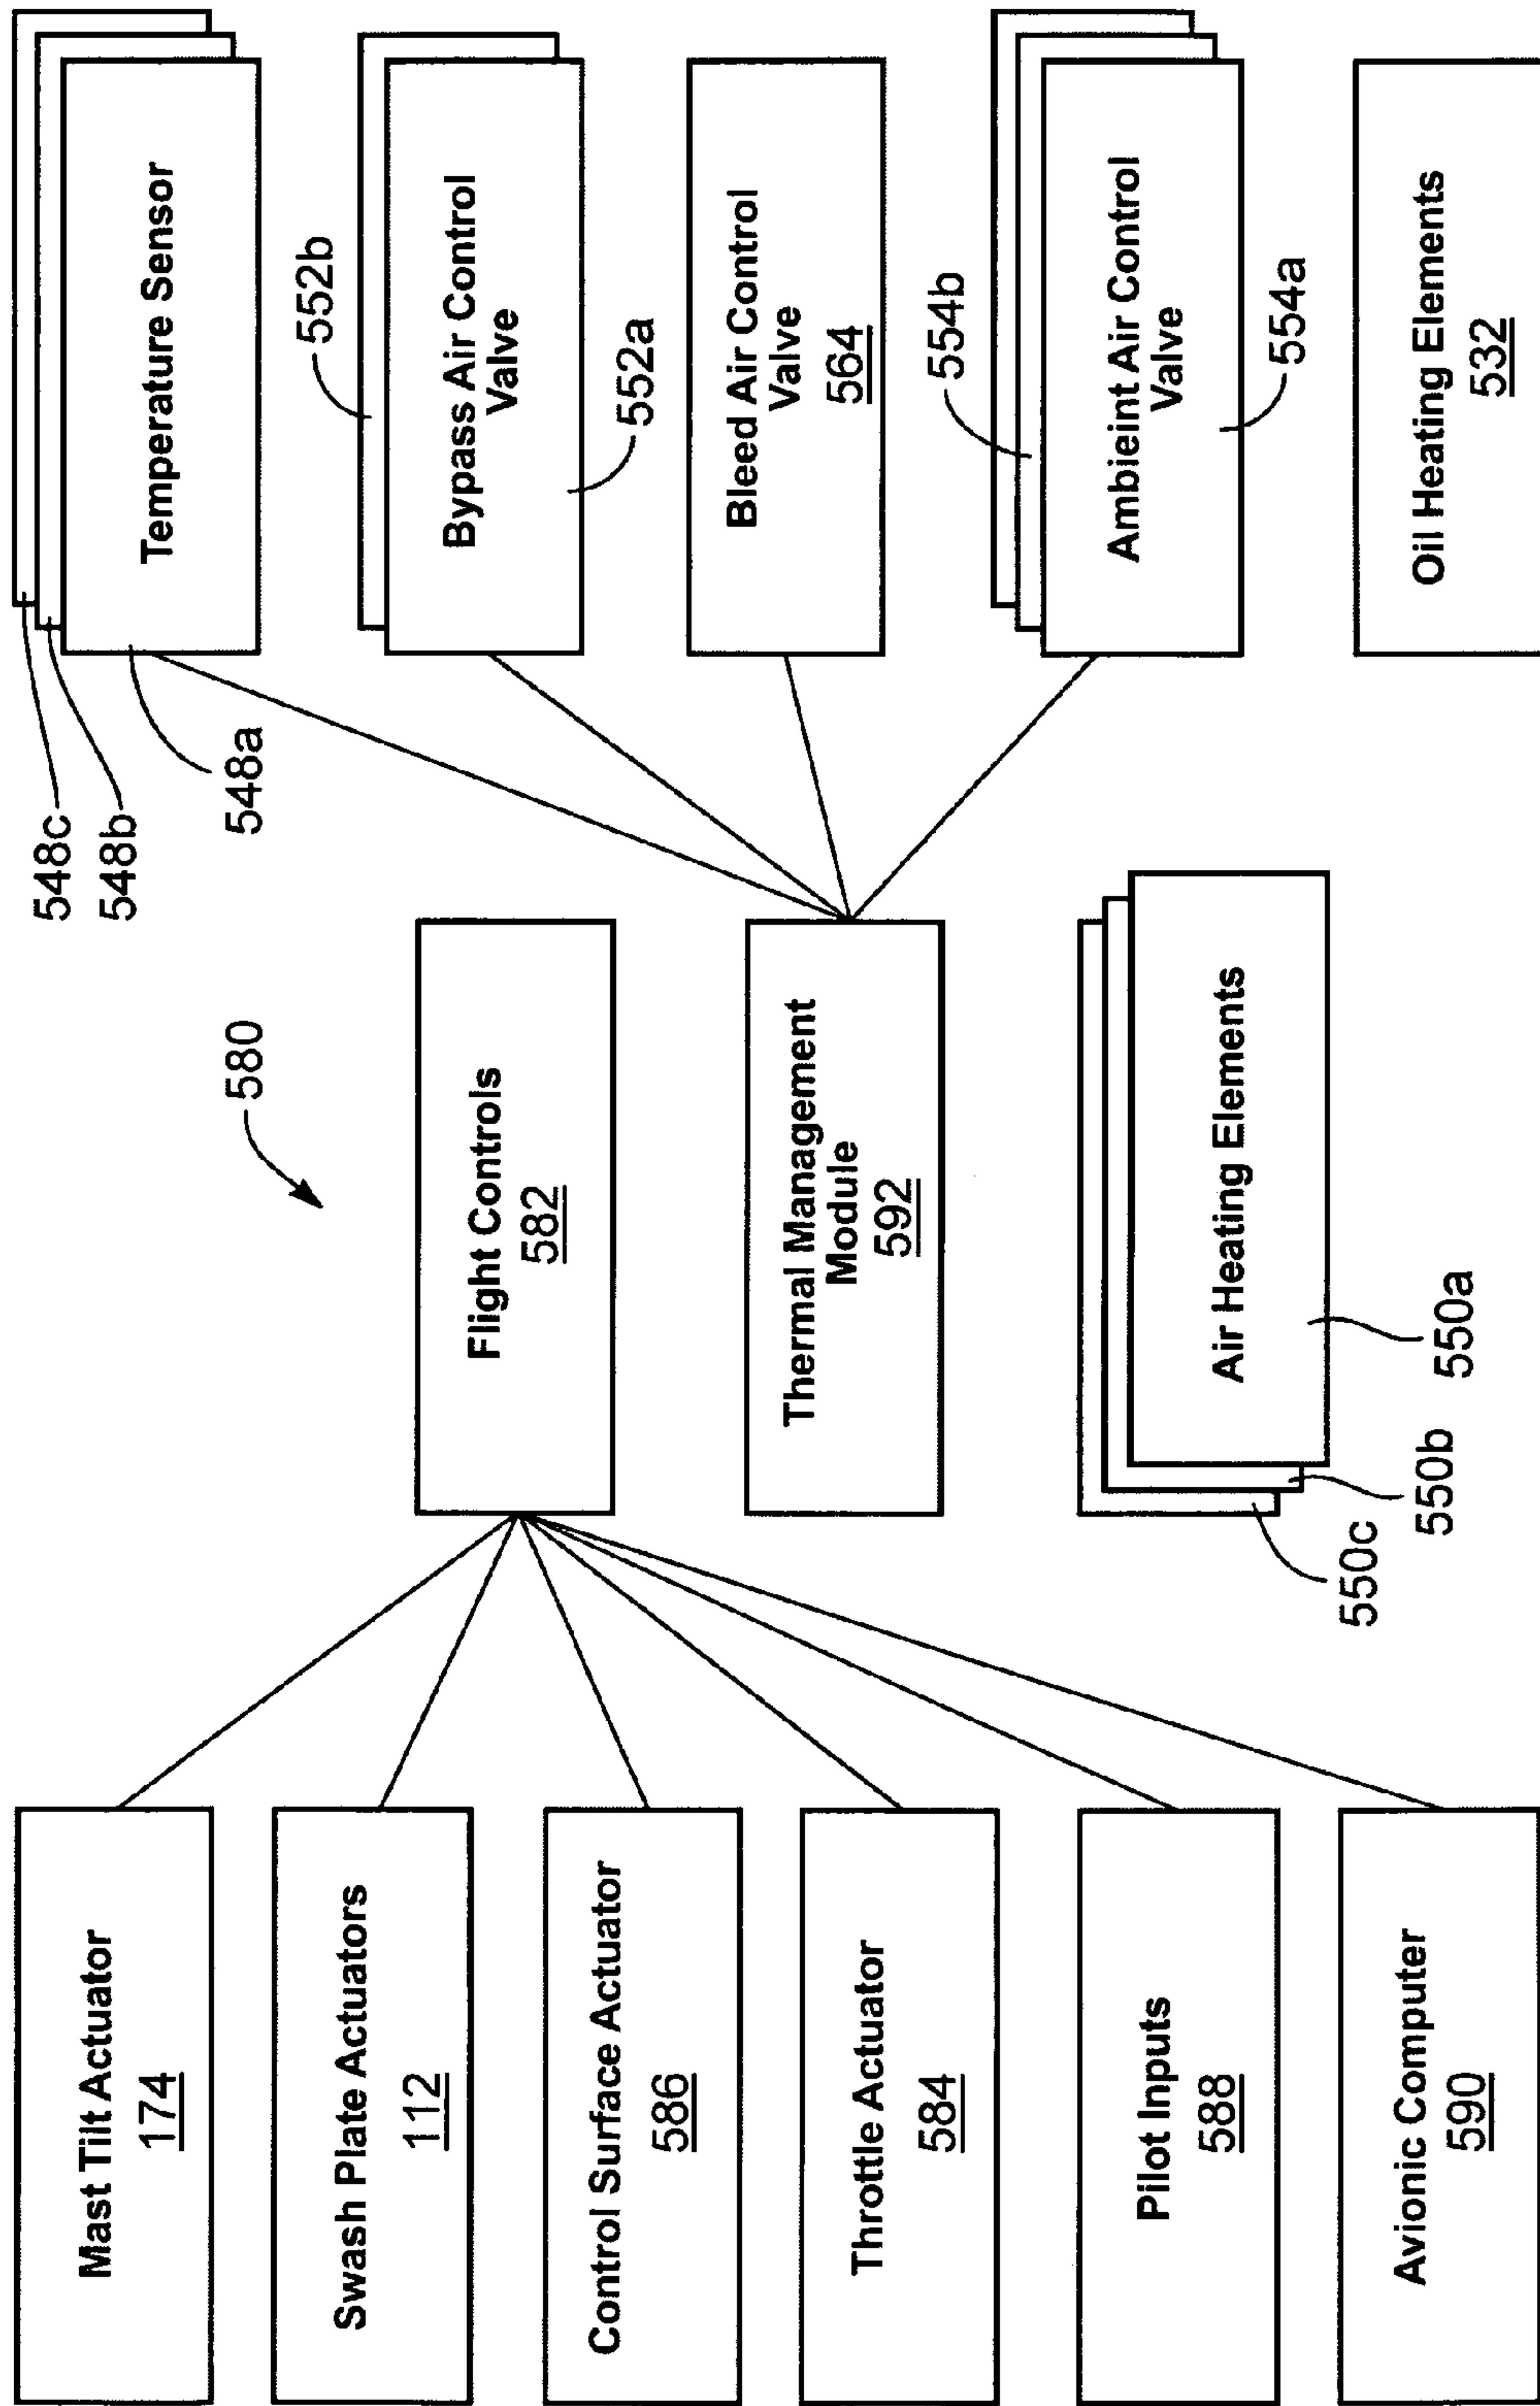 Mast Tilt Actuator
174
Swash Plate Actuators
112
Control Surface Actuator
586
Throttle Actuator
584
Pilot Inputs
588
Avionic Computer
590
580
Flight Controls
582
Thermal Management
Module
592
Air Heating Elements
550c
550b
550a
548c
548b
548a
Temperature Sensor
552b
Bypass Air Control
Valve
552a
Bleed Air Control
Valve
564
554b
Ambieint Air Control
Valve
554a
Oil Heating Elements
532